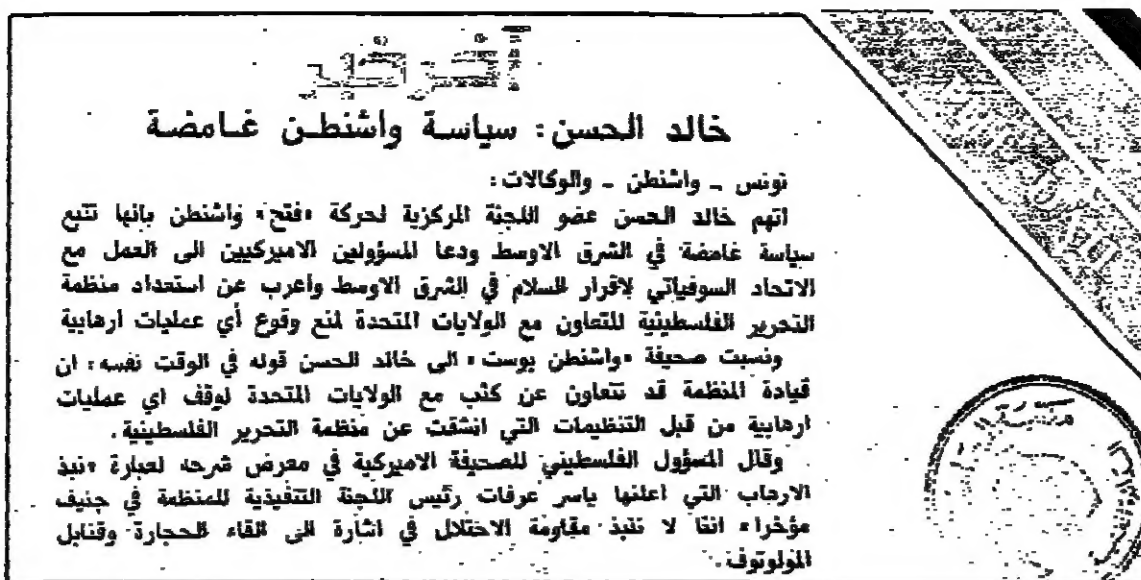 خالد الحسن: سياسة واشنطن غامضة
تونس ـ واشنطن ـ والوكالات:
اتهم خالد الحسن عضو اللجنة المركزية لحركة «فتح» واشنطن بانها تتبع
سياسة غامضة في الشرق الاوسط ودعا المسؤولين الاميركيين الى العمل مع
الاتحاد السوفياتي لاقرار السلام في الشرق الاوسط واعرب عن استعداد منظمة
التحرير الفلسطينية للتعاون مع الولايات المتحدة لمنع وقوع أي عمليات ارهابية
ونسبت صحيفة «واشنطن بوست» الى خالد الحسن قوله في الوقت نفسه: ان
قيادة المنظمة قد تتعاون عن كثب مع الولايات المتحدة لوقف اي عمليات
ارهابية من قبل التنظيمات التي انشقت عن منظمة التحرير الفلسطينية.
وقال المسؤول الفلسطيني للصحيفة الاميركية في معرض شرحه لعبارة «نبذ
الارهاب التي اعلنها ياسر عرفات رئيس اللجنة التنفيذية للمنظمة في جنيف
مؤخرا» اننا لا ننبذ مقاومة الاحتلال في اشارة الى القاء الحجارة وقنابل
المولوتوف.